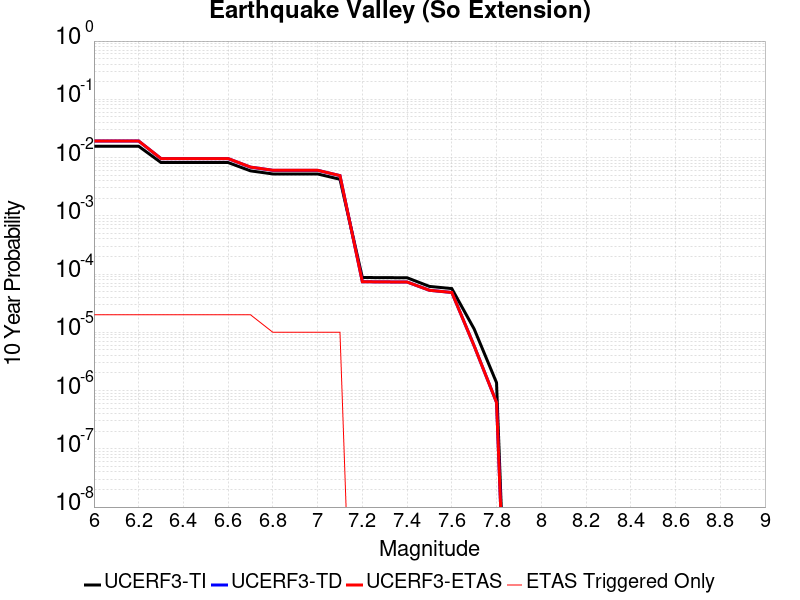 Earthquake Valley (So Extension)
10^0
10^-1
10^-2
10^-3
10^-4
10^-5
10^-6
10^-7
10^-8
10 Year Probability
6 6.2 6.4 6.6 6.8 7 7.2 7.4 7.6 7.8 8 8.2 8.4 8.6 8.8 9
Magnitude
UCERF3-TI UCERF3-TD UCERF3-ETAS ETAS Triggered Only